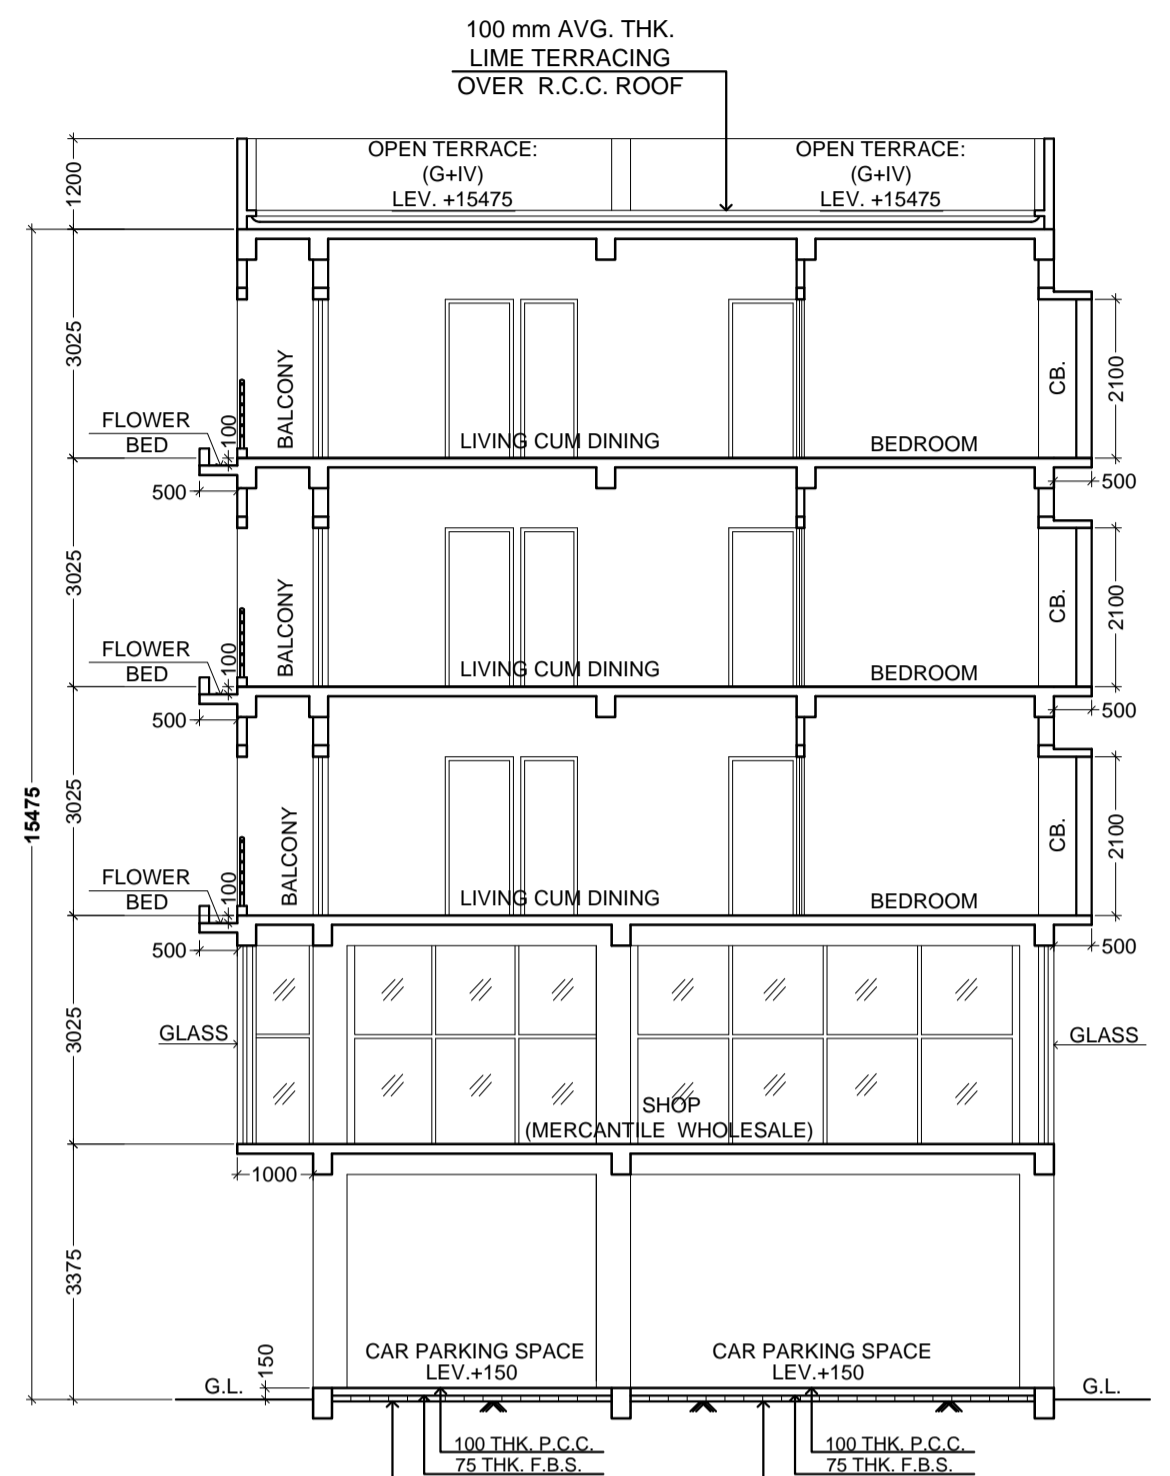 100 mm AVG. THK.
LIME TERRACING
OVER R.C.C. ROOF
OPEN TERRACE:
(G+IV)
LEV. +15475
OPEN TERRACE:
(G+IV)
LEV. +15475
1200
15475
3025
FLOWER
BED
100
500
BALCONY
LIVING CUM DINING
BEDROOM
CB.
2100
500
3025
FLOWER
BED
100
500
BALCONY
LIVING CUM DINING
BEDROOM
CB.
2100
500
3025
FLOWER
BED
100
500
BALCONY
LIVING CUM DINING
BEDROOM
CB.
2100
500
3025
GLASS
SHOP
(MERCANTILE WHOLESALE)
GLASS
1000
3375
150
G.L.
CAR PARKING SPACE
LEV.+150
CAR PARKING SPACE
LEV.+150
G.L.
100 THK. P.C.C.
75 THK. F.B.S.
100 THK. P.C.C.
75 THK. F.B.S.